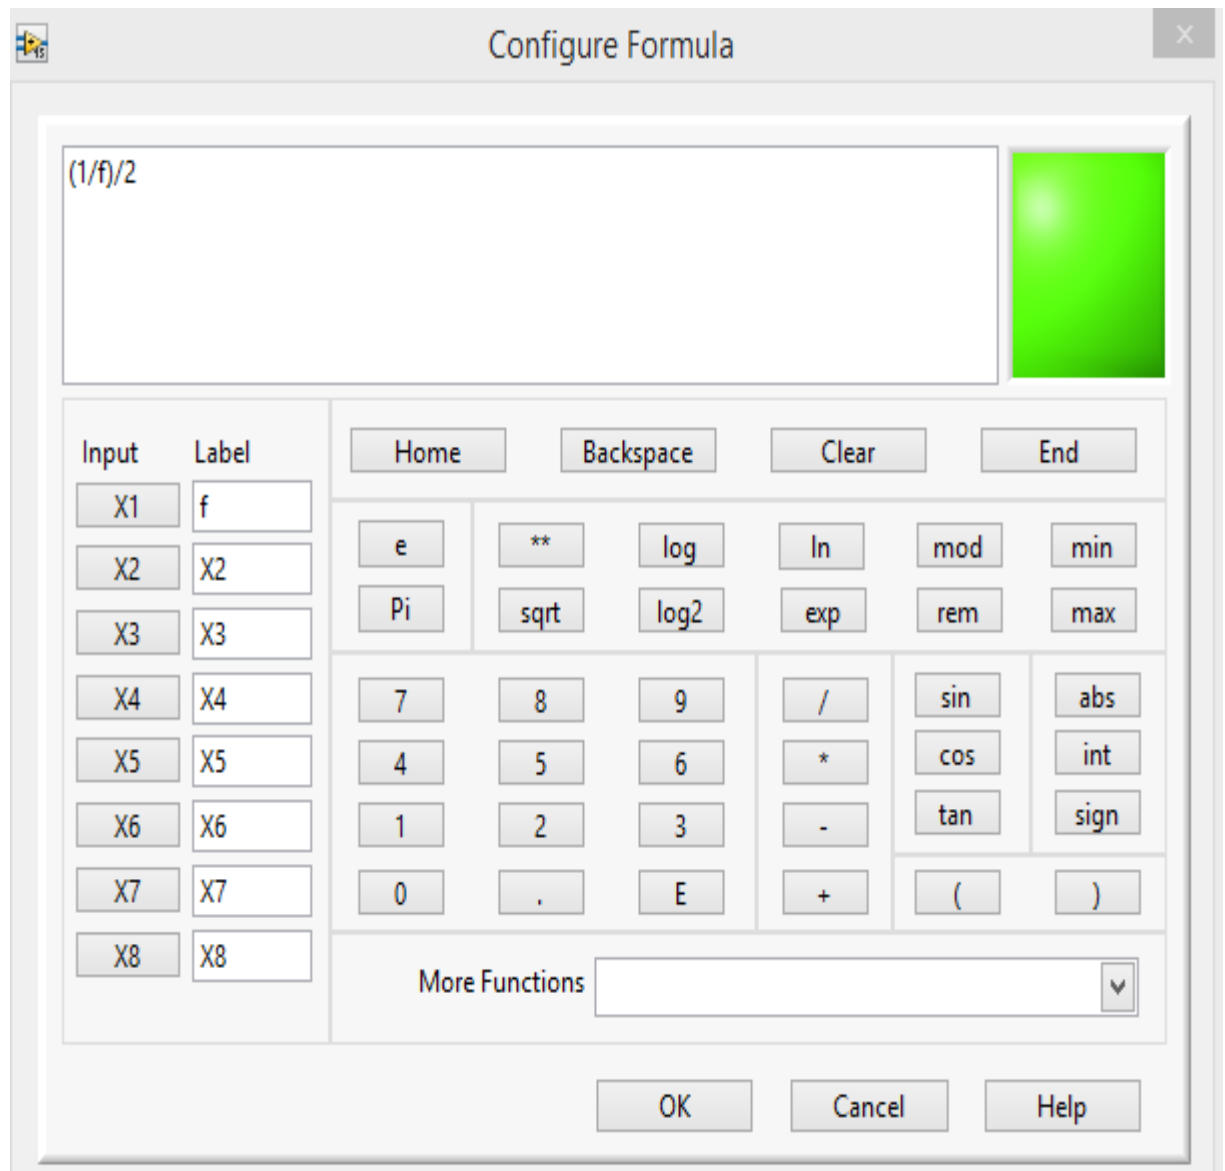 Configure Formula
x
(1/f)/2
Input Label
Home Backspace Clear End
X1 f
e ** log ln mod min
X2 X2
Pi sqrt log2 exp rem max
X3 X3
X4 X4
7 8 9 / sin abs
X5 X5
4 5 6 * cos int
X6 X6
1 2 3 - tan sign
X7 X7
0 . E + ( )
X8 X8
More Functions
OK Cancel Help